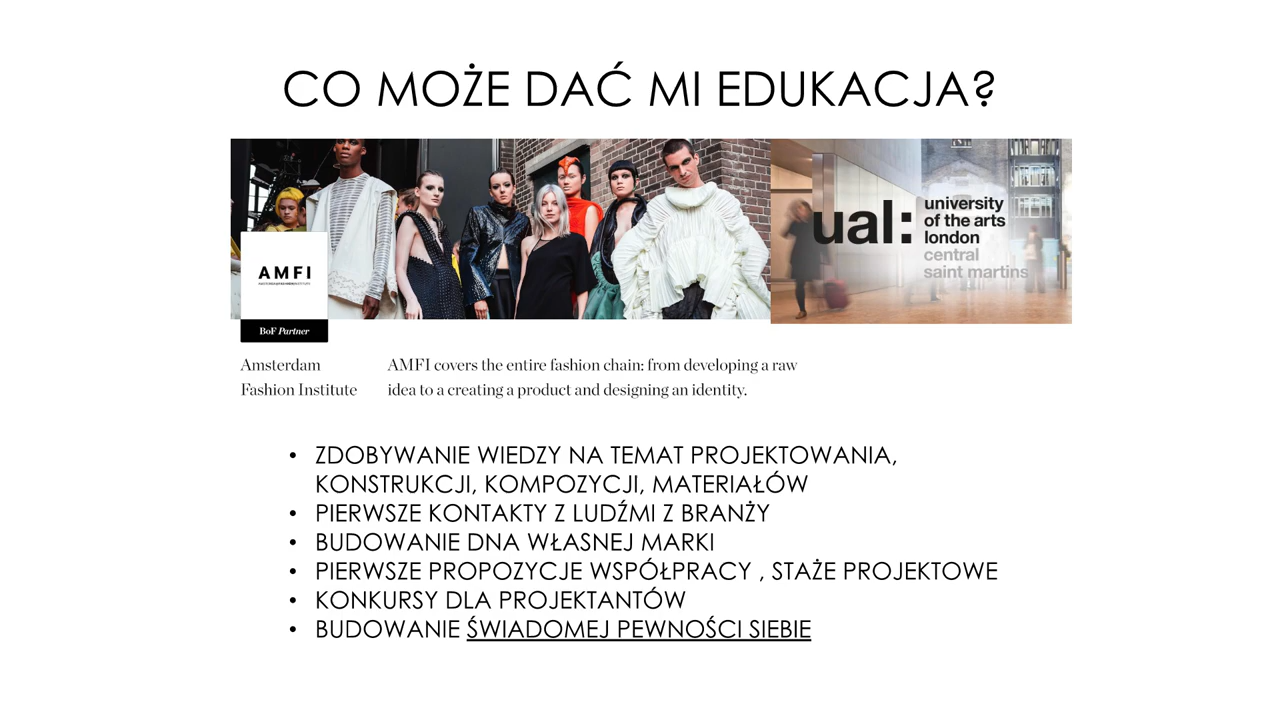 CO MOŻE DAĆ MI EDUKACJA?
ual:
university
of the arts
london
central
saint martins
AMFI
BoF Partner
Amsterdam
Fashion Institute
AMFI covers the entire fashion chain: from developing a raw
idea to a creating a product and designing an identity.
• ZDOBYWANIE WIEDZY NA TEMAT PROJEKTOWANIA,
KONSTRUKCJI, KOMPOZYCJI, MATERIAŁÓW
• PIERWSZE KONTAKTY Z LUDŹMI Z BRANŻY
• BUDOWANIE DNA WŁASNEJ MARKI
• PIERWSZE PROPOZYCJE WSPÓŁPRACY , STAŻE PROJEKTOWE
• KONKURSY DLA PROJEKTANTÓW
• BUDOWANIE ŚWIADOMEJ PEWNOŚCI SIEBIE